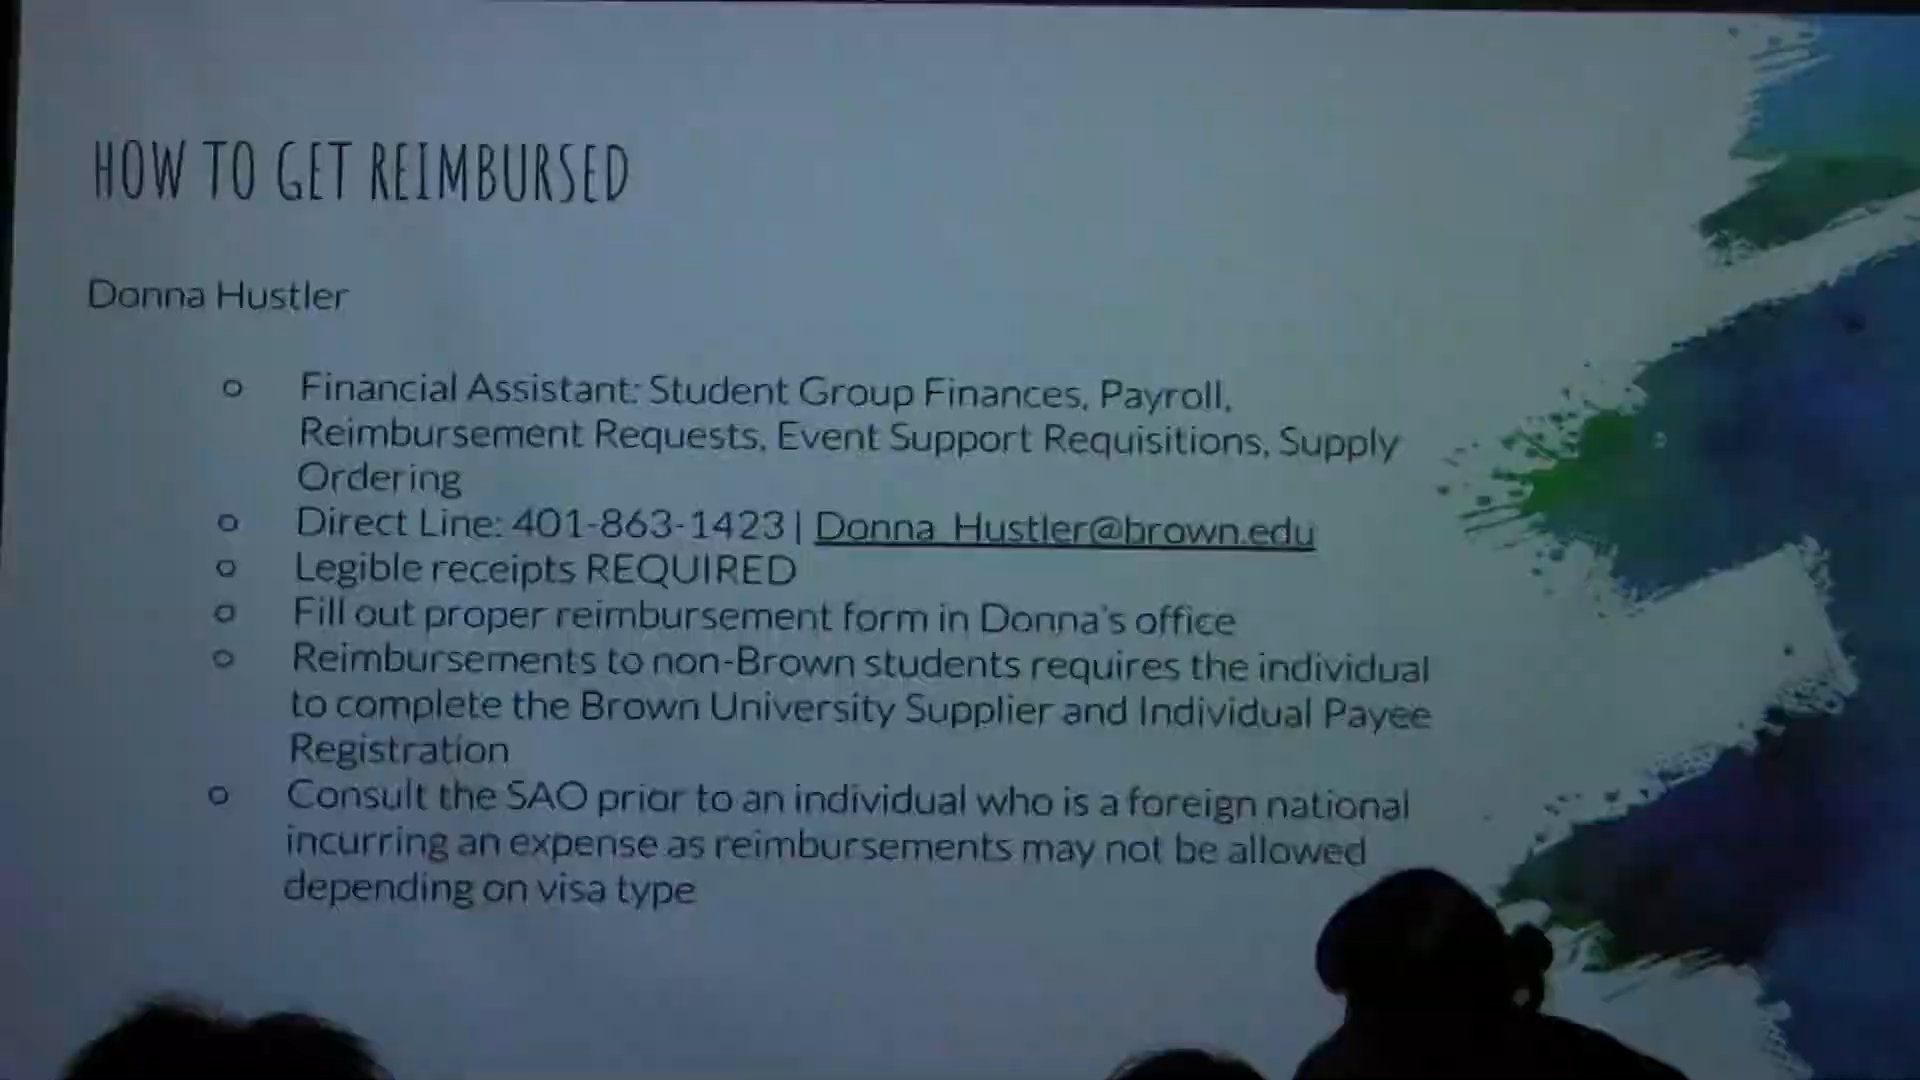 HOW TO GET REIMBURSED
Donna Hustler
Financial Assistant: Student Group Finances, Payroll,
Reimbursement Requests, Event Support Requisitions, Supply
Ordering
Direct Line: 401-863-1423 | Donna_Hustler@brown.edu
Legible receipts REQUIRED
Fill out proper reimbursement form in Donna's office
Reimbursements to non-Brown students requires the individual
to complete the Brown University Supplier and Individual Payee
Registration
Consult the SAO prior to an individual who is a foreign national
incurring an expense as reimbursements may not be allowed
depending on visa type